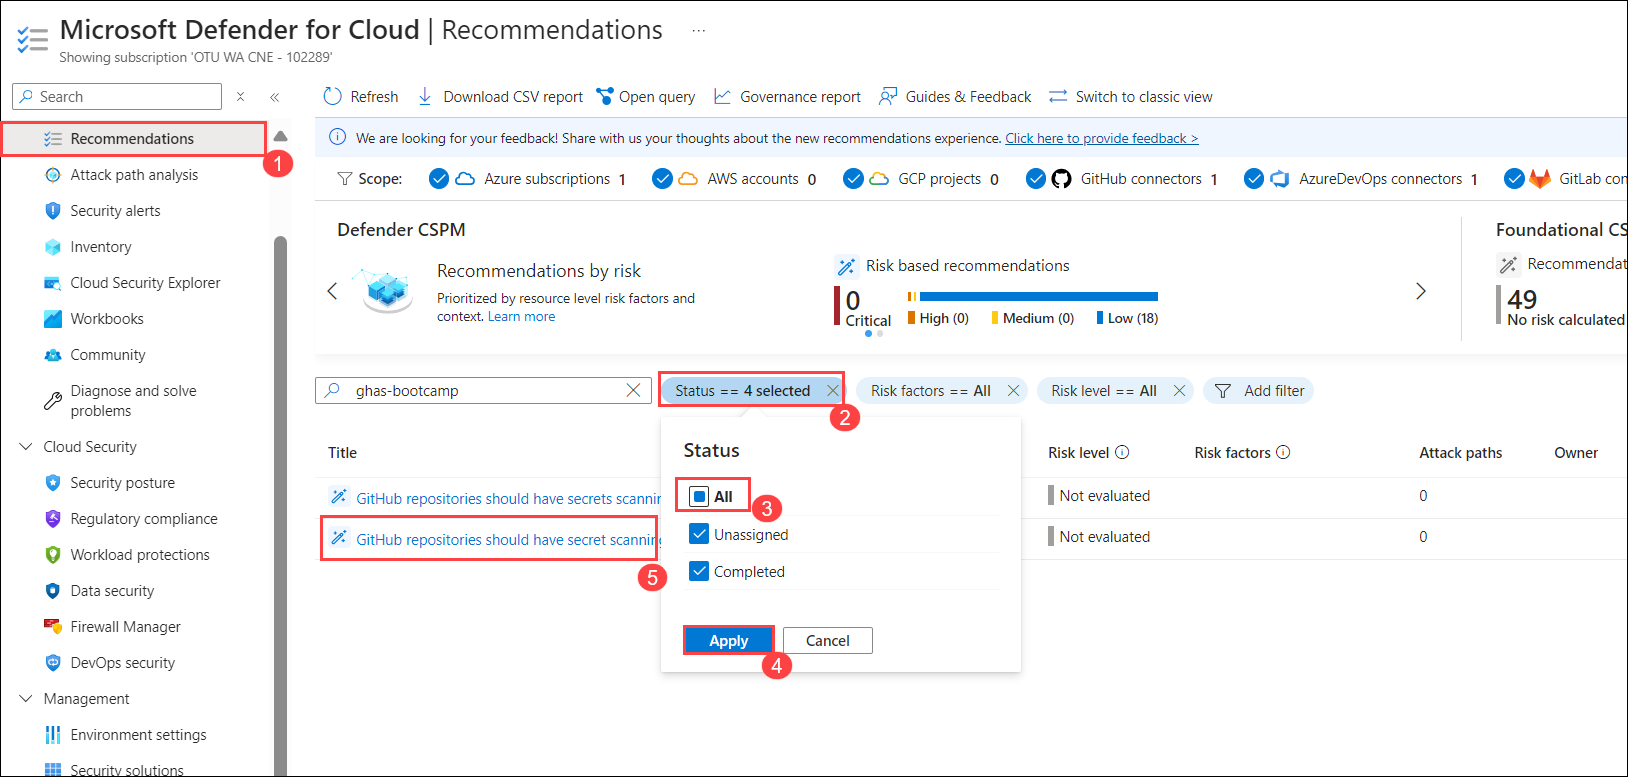 Microsoft Defender for Cloud | Recommendations ...
Showing subscription 'OTU WA CNE - 102289'
Search
Refresh Download CSV report Open query Governance report Guides & Feedback Switch to classic view
Recommendations
1
We are looking for your feedback! Share with us your thoughts about the new recommendations experience. Click here to provide feedback >
Attack path analysis
Security alerts
Inventory
Cloud Security Explorer
Workbooks
Community
Diagnose and solve
problems
Cloud Security
Security posture
Regulatory compliance
Workload protections
Data security
Firewall Manager
DevOps security
Management
Environment settings
Security solutions
Scope: Azure subscriptions 1 AWS accounts 0 GCP projects 0 GitHub connectors 1 AzureDevOps connectors 1 GitLab con
Defender CSPM
Recommendations by risk
Prioritized by resource level risk factors and
context. Learn more
Risk based recommendations
0
Critical
High (0) Medium (0) Low (18)
Foundational CS
Recommendat
49
No risk calculated
ghas-bootcamp
Status == 4 selected
2
Risk factors == All
Risk level == All
Add filter
Title Risk level Risk factors Attack paths Owner
GitHub repositories should have secrets scannin
Not evaluated 0
GitHub repositories should have secret scanning
5
Not evaluated 0
Status
All
3
Unassigned
Completed
Apply Cancel
4